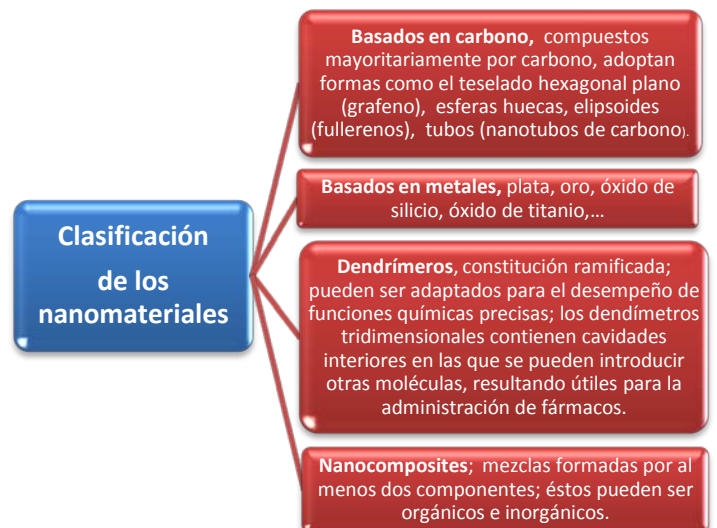 Clasificación
de los
nanomateriales
Basados en carbono, compuestos
mayoritariamente por carbono, adoptan
formas como el teselado hexagonal plano
(grafeno), esferas huecas, elipsoides
(fullerenos), tubos (nanotubos de carbono).
Basados en metales, plata, oro, óxido de
silicio, óxido de titanio,...
Dendrímeros, constitución ramificada;
pueden ser adaptados para el desempeño de
funciones químicas precisas; los dendímetros
tridimensionales contienen cavidades
interiores en las que se pueden introducir
otras moléculas, resultando útiles para la
administración de fármacos.
Nanocomposites; mezclas formadas por al
menos dos componentes; éstos pueden ser
orgánicos e inorgánicos.